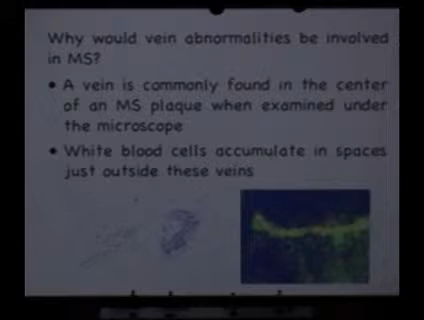 Why would vein abnormalities be involved
in MS?
• A vein is commonly found in the center
of an MS plaque when examined under
the microscope
• White blood cells accumulate in spaces
just outside these veins